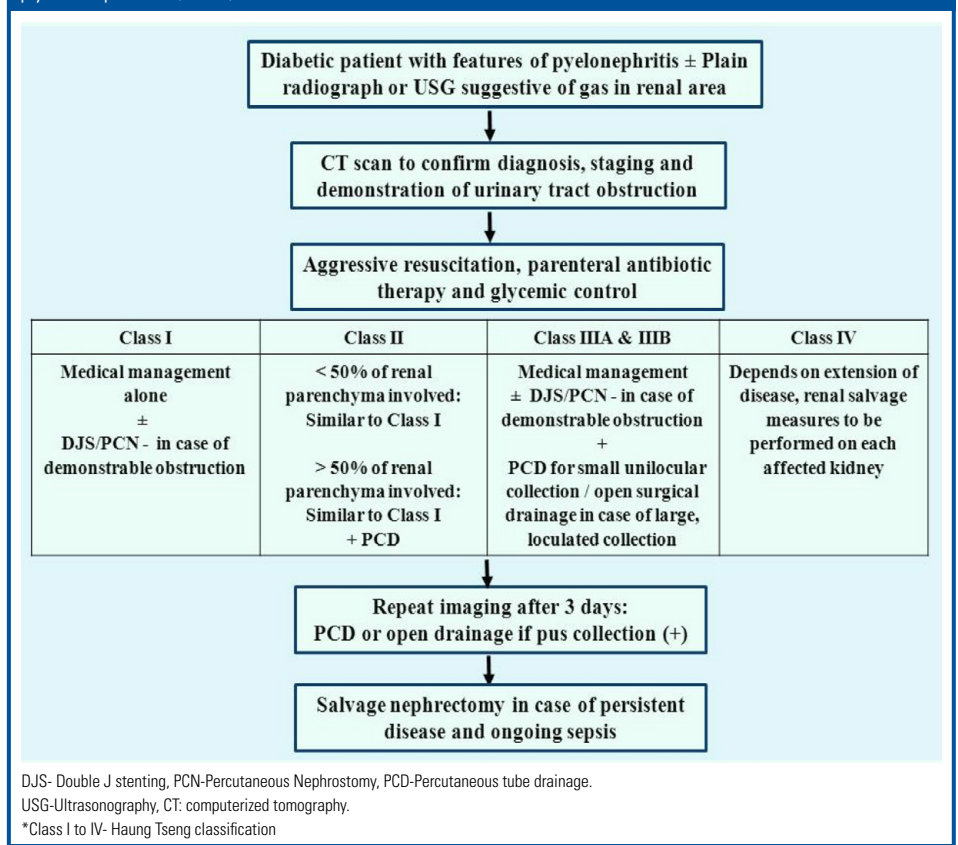 Diabetic patient with features of pyelonephritis ± Plain
radiograph or USG suggestive of gas in renal area
CT scan to confirm diagnosis, staging and
demonstration of urinary tract obstruction
Aggressive resuscitation, parenteral antibiotic
therapy and glycemic control
Class I
Medical management
alone
±
DJS/PCN - in case of
demonstrable obstruction
Class II
< 50% of renal
parenchyma involved:
Similar to Class I
> 50% of renal
parenchyma involved:
Similar to Class I
+ PCD
Class IIIA & IIIB
Medical management
± DJS/PCN- in case of
demonstrable obstruction
+
PCD for small unilocular
collection / open surgical
drainage in case of large,
loculated collection
Class IV
Depends on extension of
disease, renal salvage
measures to be
performed on each
affected kidney
Repeat imaging after 3 days:
PCD or open drainage if pus collection (+)
Salvage nephrectomy in case of persistent
disease and ongoing sepsis
DJS- Double J stenting, PCN-Percutaneous Nephrostomy, PCD-Percutaneous tube drainage.
USG-Ultrasonography, CT: computerized tomography.
*Class I to IV- Haung Tseng classification